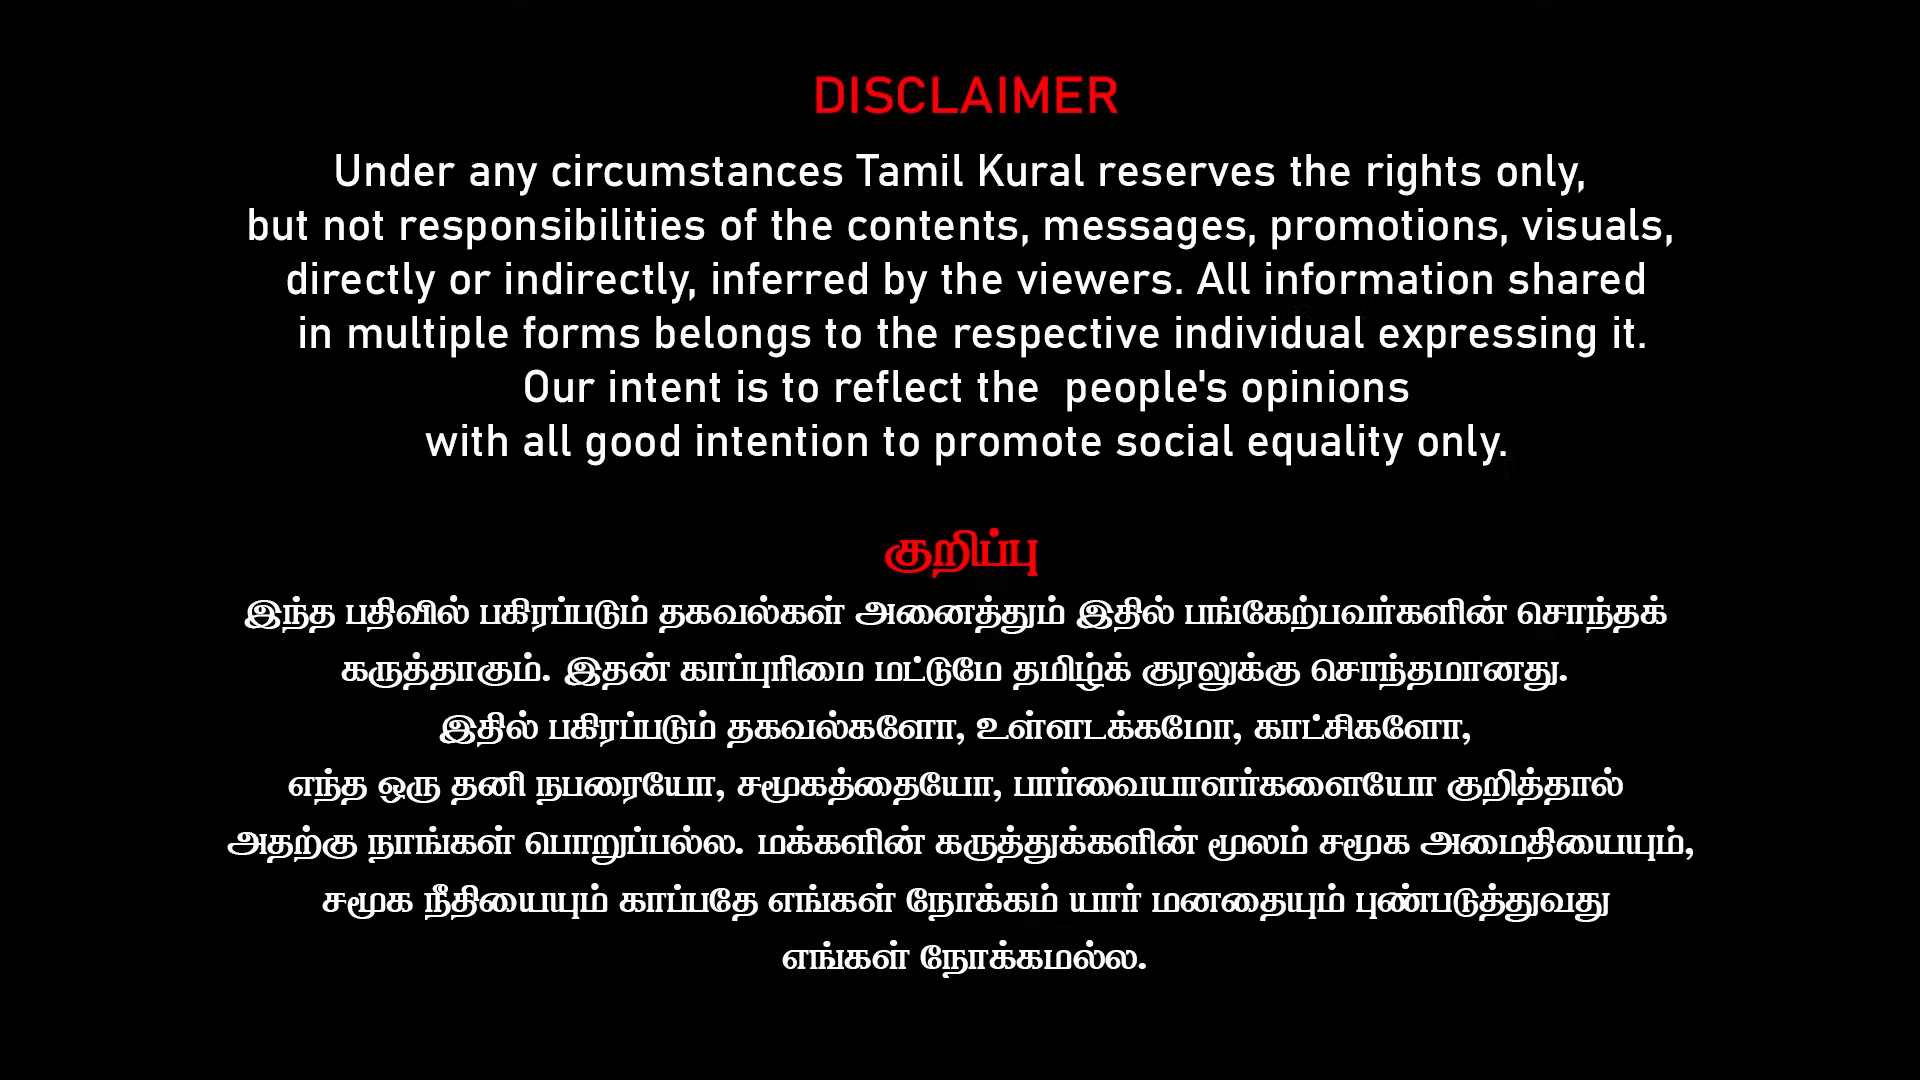 DISCLAIMER
Under any circumstances Tamil Kural reserves the rights only,
but not responsibilities of the contents, messages, promotions, visuals,
directly or indirectly, inferred by the viewers. All information shared
in multiple forms belongs to the respective individual expressing it.
Our intent is to reflect the people's opinions
with all good intention to promote social equality only.
குறிப்பு
இந்த பதிவில் பகிரப்படும் தகவல்கள் அனைத்தும் இதில் பங்கேற்பவர்களின் சொந்தக்
கருத்தாகும். இதன் காப்புரிமை மட்டுமே தமிழ்க் குரலுக்கு சொந்தமானது.
இதில் பகிரப்படும் தகவல்களோ, உள்ளடக்கமோ, காட்சிகளோ,
எந்த ஒரு தனி நபரையோ, சமூகத்தையோ, பார்வையாளர்களையோ குறித்தால்
அதற்கு நாங்கள் பொறுப்பல்ல. மக்களின் கருத்துக்களின் மூலம் சமூக அமைதியையும்,
சமூக நீதியையும் காப்பதே எங்கள் நோக்கம் யார் மனதையும் புண்படுத்துவது
எங்கள் நோக்கமல்ல.